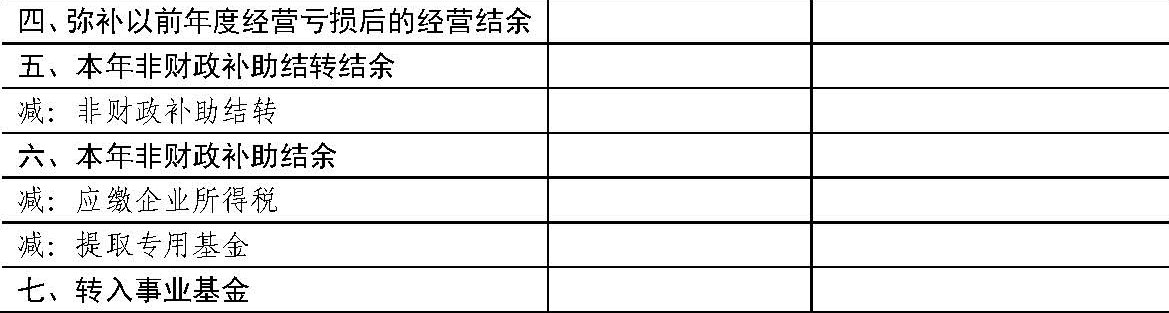 四、弥补以前年度经营亏损后的经营结余
五、本年非财政补助结转结余
减：非财政补助结转
六、本年非财政补助结余
减：应缴企业所得税
减：提取专用基金
七、转入事业基金